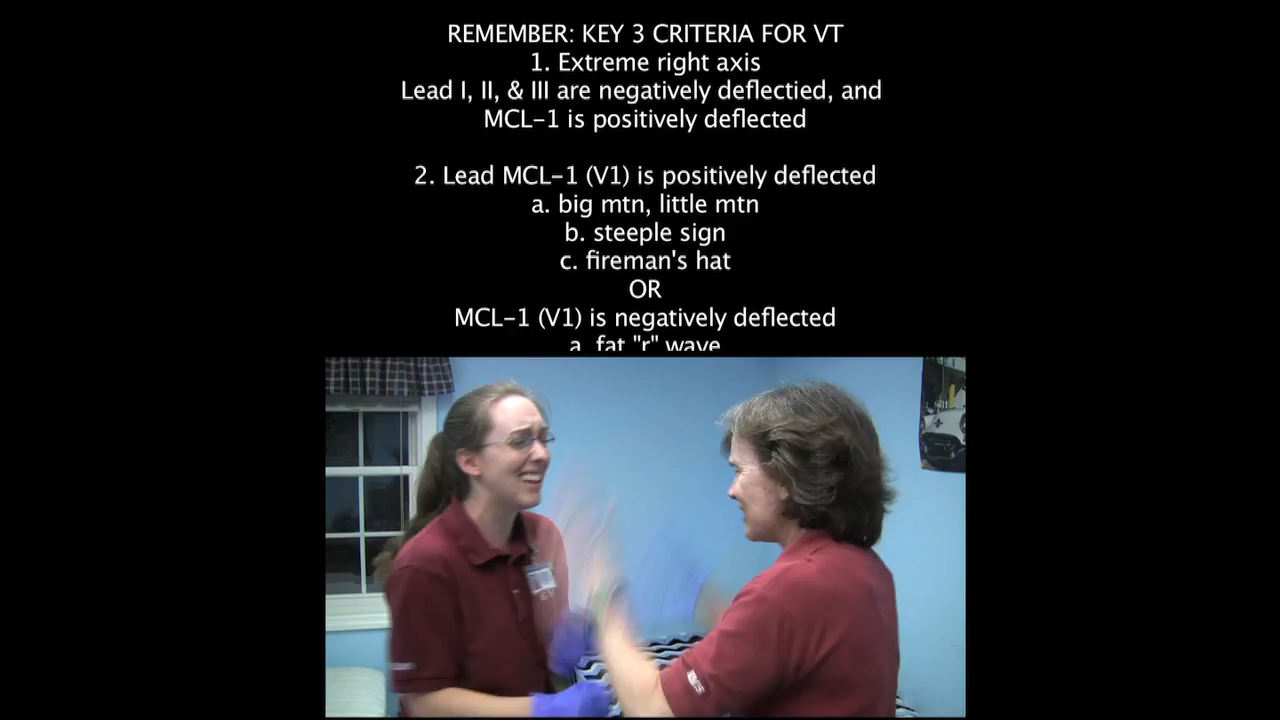 REMEMBER: KEY 3 CRITERIA FOR VT
1. Extreme right axis
Lead I, II, & III are negatively deflectied, and
MCL-1 is positively deflected
2. Lead MCL-1 (V1) is positively deflected
a. big mtn, little mtn
b. steeple sign
c. fireman's hat
OR
MCL-1 (V1) is negatively deflected
a. fat "r" wave